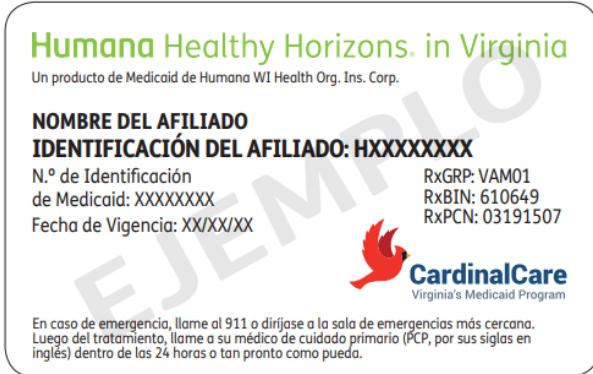 Humana Healthy Horizons® in Virginia
Un producto de Medicaid de Humana WI Health Org. Ins. Corp.
NOMBRE DEL AFILIADO
IDENTIFICACIÓN DEL AFILIADO: HXXXXXXXX
N.º de Identificación
de Medicaid: XXXXXXXX
Fecha de Vigencia: XX/XX/XX
RxGRP: VAM01
RxBIN: 610649
RxPCN: 03191507
EJEMPLO
CardinalCare
Virginia's Medicaid Program
En caso de emergencia, llame al 911 o diríjase a la sala de emergencias más cercana.
Luego del tratamiento, llame a su médico de cuidado primario (PCP, por sus siglas en
inglés) dentro de las 24 horas o tan pronto como pueda.